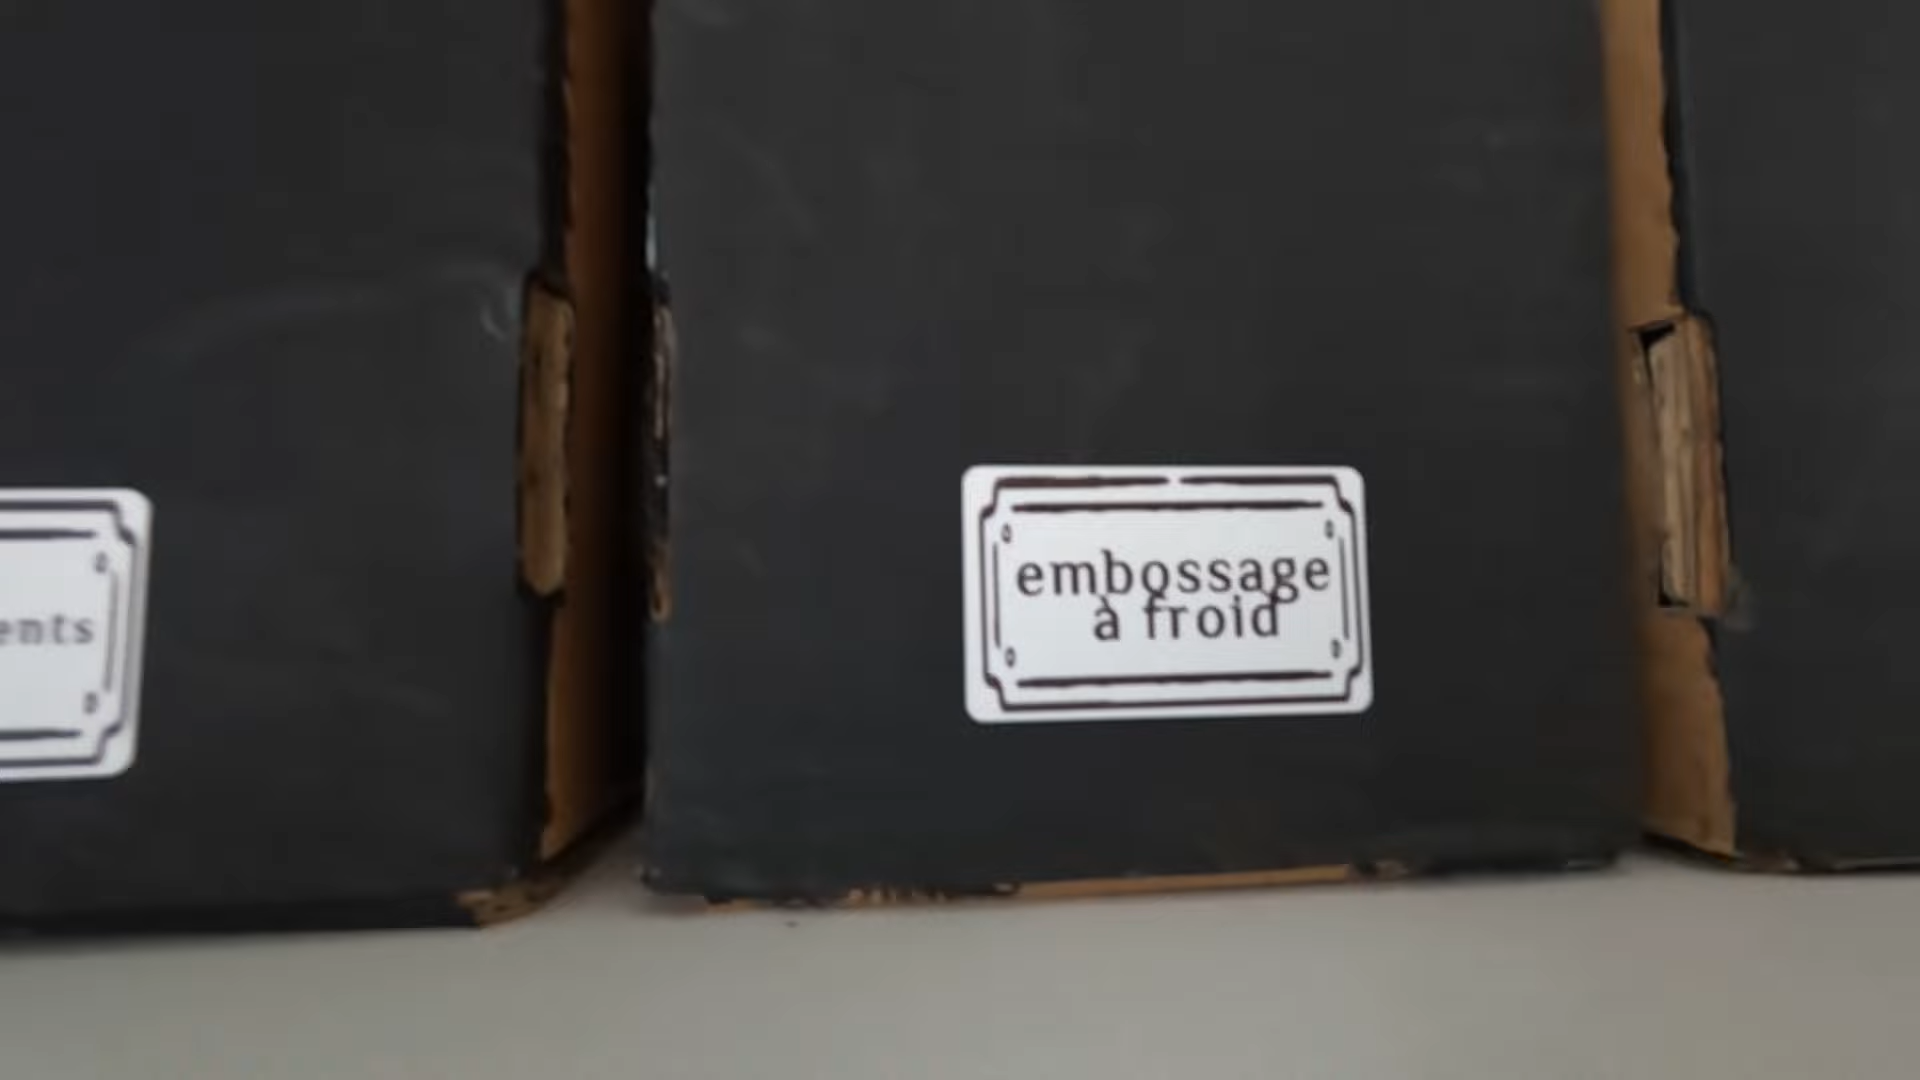 ents
embossage
à froid